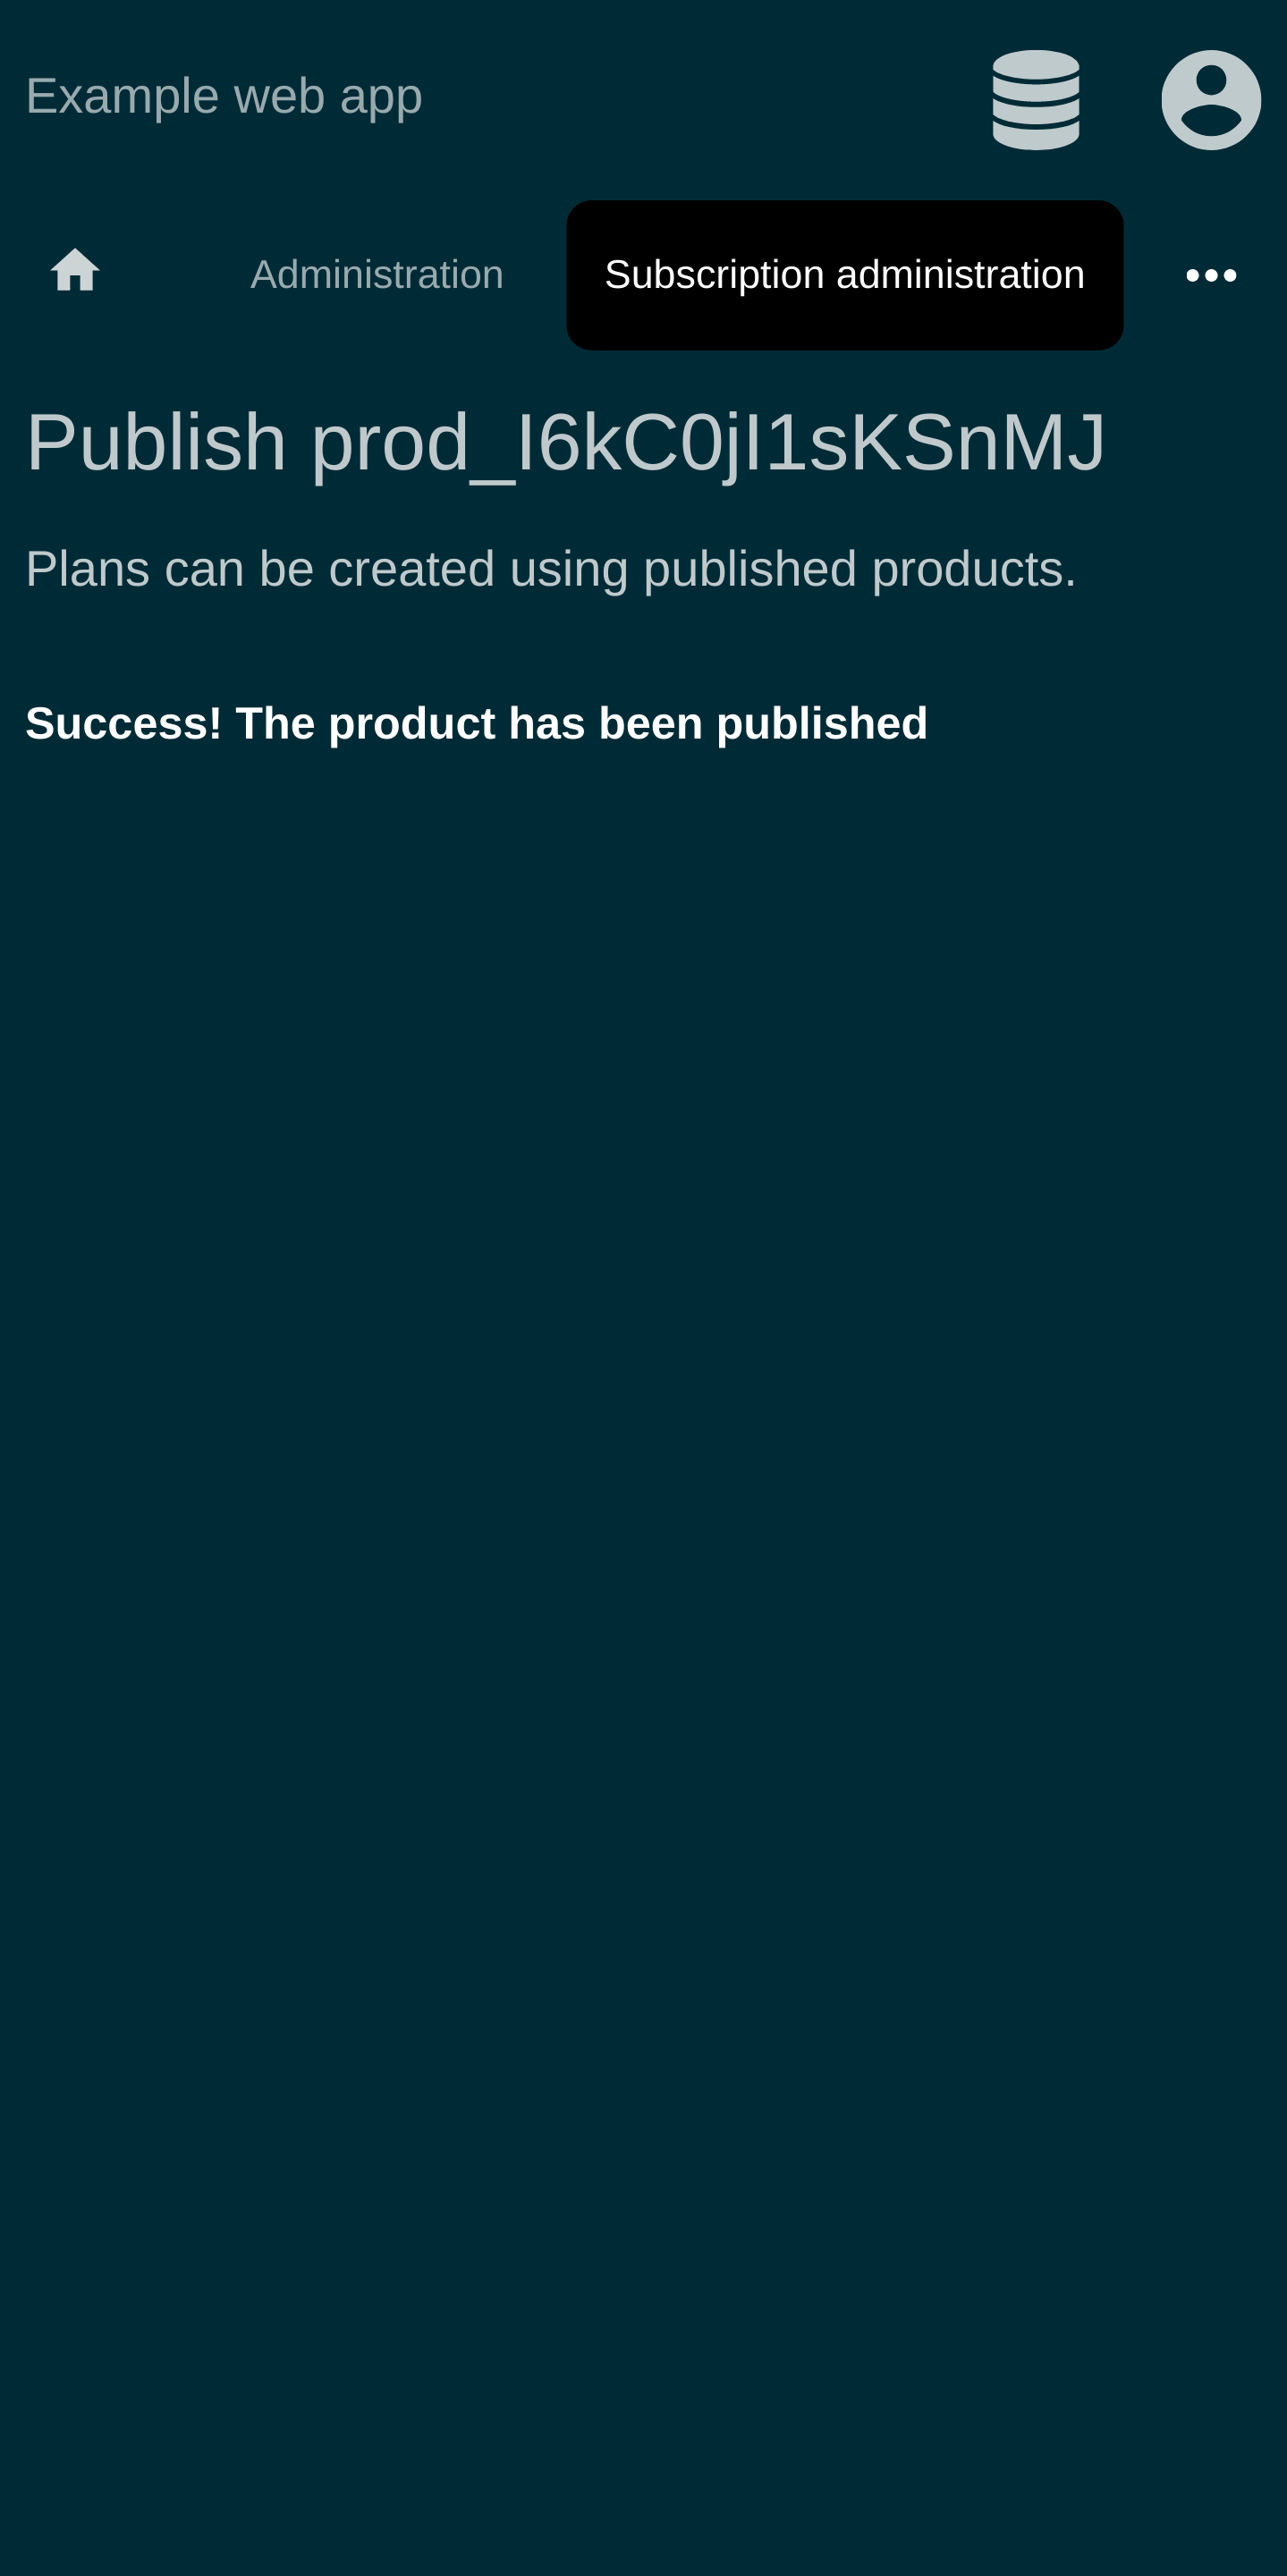 Example web app
Administration
Subscription administration
Publish prod_I6kC0jI1sKSnMJ
Plans can be created using published products.
Success! The product has been published